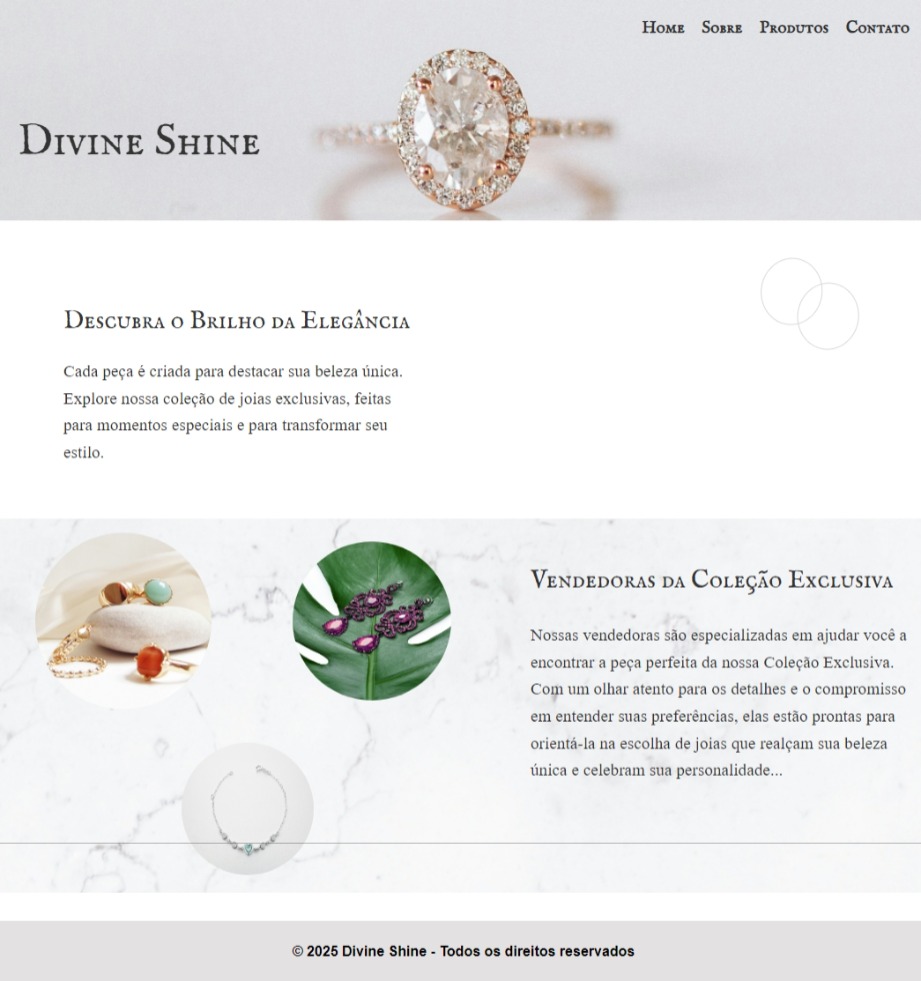 Home Sobre Produtos Contato
Divine Shine
Descubra o Brilho da Elegância
Cada peça é criada para destacar sua beleza única.
Explore nossa coleção de joias exclusivas, feitas
para momentos especiais e para transformar seu
estilo.
Vendedoras da Coleção Exclusiva
Nossas vendedoras são especializadas em ajudar você a
encontrar a peça perfeita da nossa Coleção Exclusiva.
Com um olhar atento para os detalhes e o compromisso
em entender suas preferências, elas estão prontas para
orientá-la na escolha de joias que realçam sua beleza
única e celebram sua personalidade...
© 2025 Divine Shine - Todos os direitos reservados